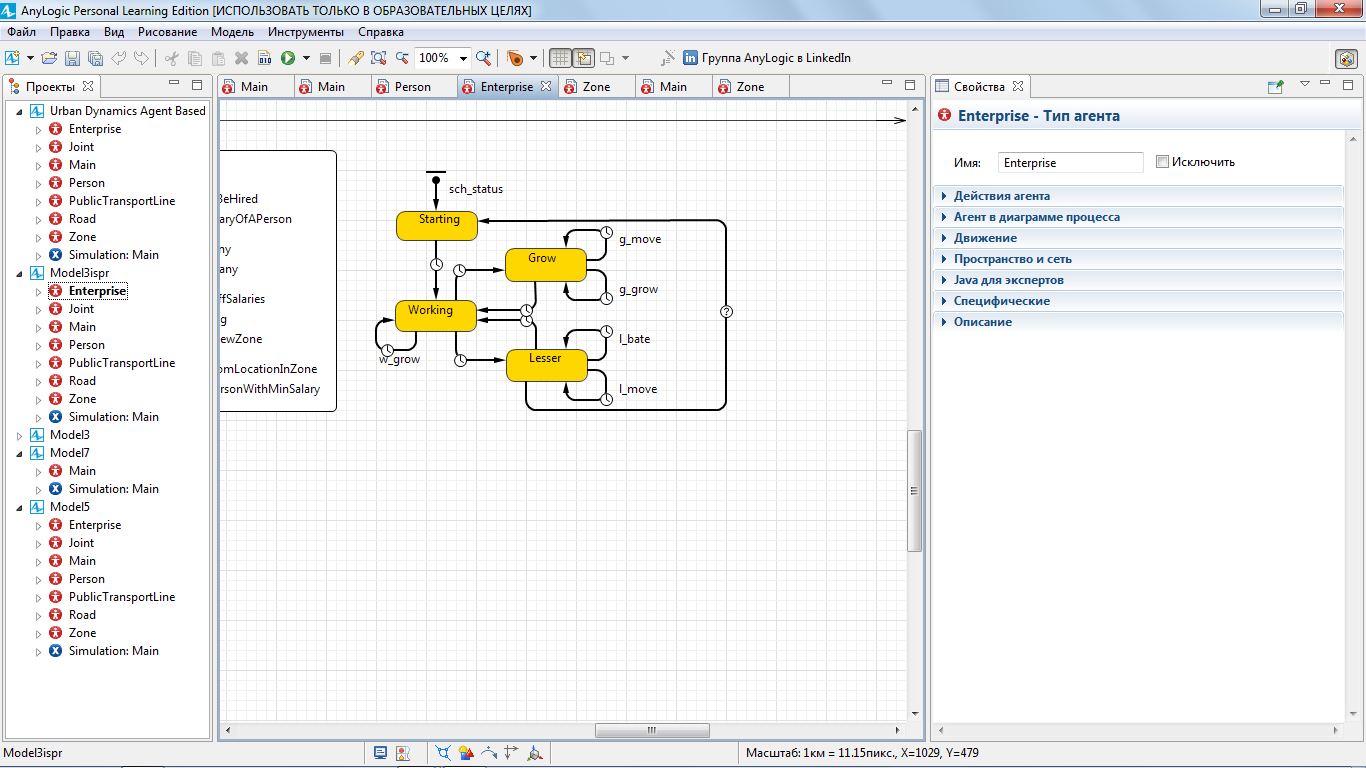 AnyLogic Personal Learning Edition [ИСПОЛЬЗОВАТЬ ТОЛЬКО В ОБРАЗОВАТЕЛЬНЫХ ЦЕЛЯХ]
Файл Правка Вид Рисование Модель Инструменты Справка
100% Группа AnyLogic в LinkedIn
Проекты
Urban Dynamics Agent Based
Enterprise
Joint
Main
Person
PublicTransportLine
Road
Zone
Simulation: Main
Model3ispr
Enterprise
Joint
Main
Person
PublicTransportLine
Road
Zone
Simulation: Main
Model3
Model7
Main
Simulation: Main
Model5
Enterprise
Joint
Main
Person
PublicTransportLine
Road
Zone
Simulation: Main
Main Main Person Enterprise Zone Main Zone
BeHired
aryOfAPerson
ny
any
ffSalaries
g
ewZone
omLocationInZone
rsonWithMinSalary
sch_status
Starting
Grow
g_move
g_grow
Working
w_grow
Lesser
l_bate
l_move
?
Свойства
Enterprise - Тип агента
Имя: Enterprise Исключить
Действия агента
Агент в диаграмме процесса
Движение
Пространство и сеть
Java для экспертов
Специфические
Описание
Model3ispr
Масштаб: 1км = 11.15пикс., X=1029, Y=479